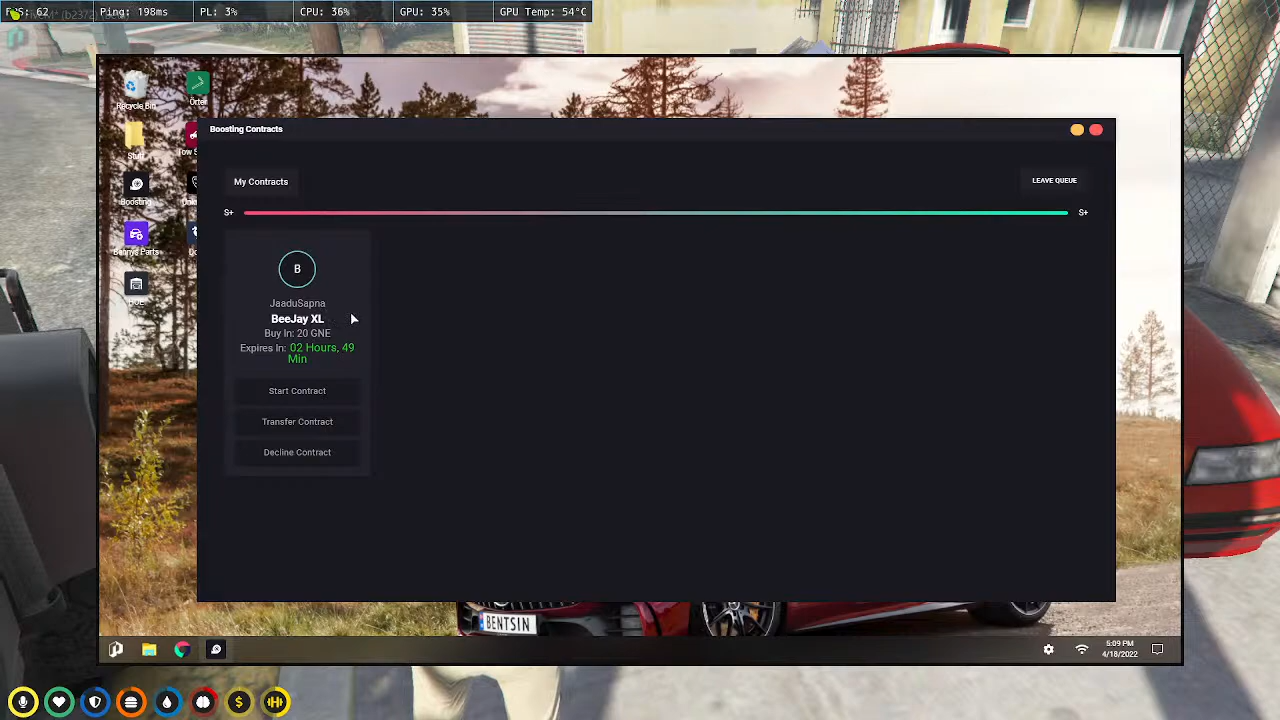 FPS: 62 Ping: 198ms PL: 3% CPU: 36% GPU: 35% GPU Temp: 54°C
Recycle Bin
Boosting Contracts
My Contracts
LEAVE QUEUE
S+ S+
B
JaaduSapna
BeeJay XL
Buy In: 20 GNE
Expires In: 02 Hours, 49
Min
Start Contract
Transfer Contract
Decline Contract
Boosting
Bennys Parts
BENTSIN
5:09 PM
4/18/2022